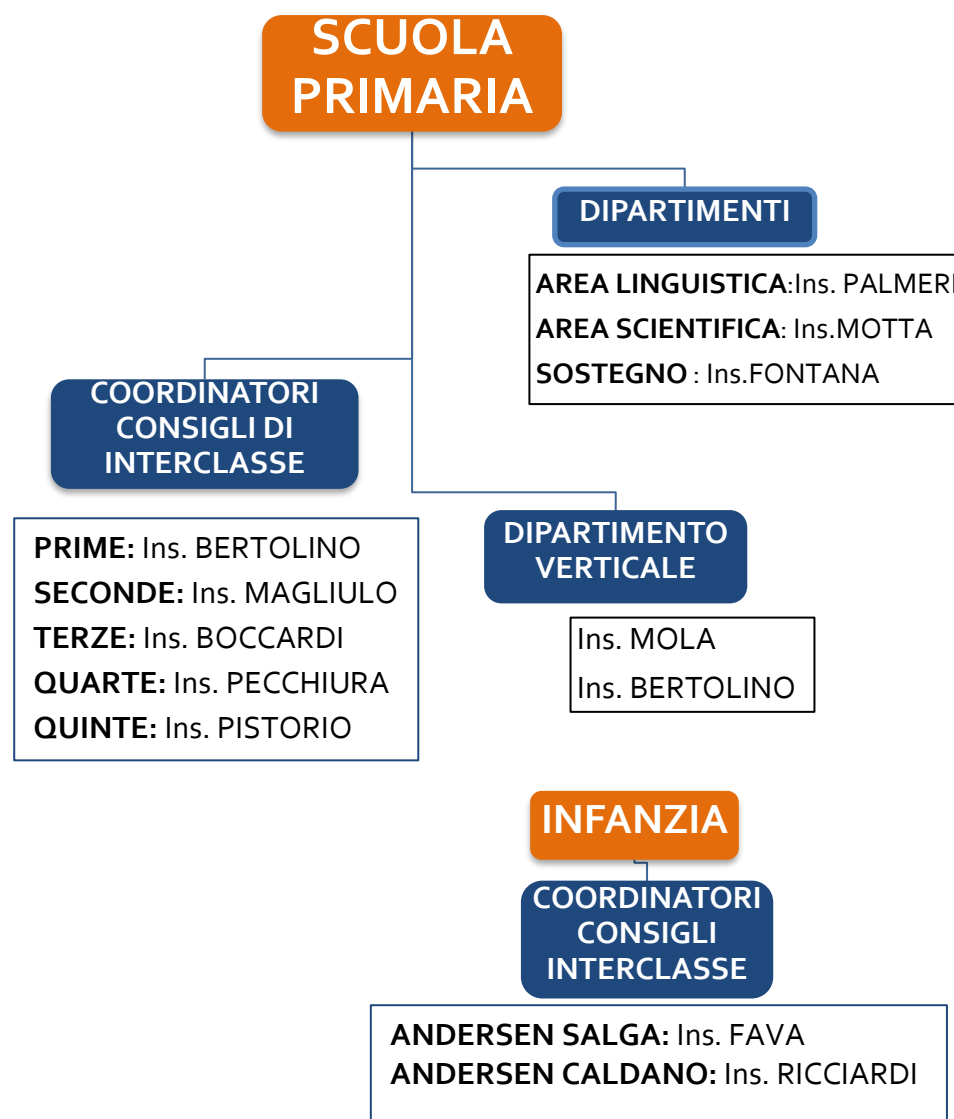 SCUOLA
PRIMARIA
DIPARTIMENTI
AREA LINGUISTICA:Ins. PALMERI
AREA SCIENTIFICA: Ins.MOTTA
SOSTEGNO : Ins.FONTANA
COORDINATORI
CONSIGLI DI
INTERCLASSE
PRIME: Ins. BERTOLINO
SECONDE: Ins. MAGLIULO
TERZE: Ins. BOCCARDI
QUARTE: Ins. PECCHIURA
QUINTE: Ins. PISTORIO
DIPARTIMENTO
VERTICALE
Ins. MOLA
Ins. BERTOLINO
INFANZIA
COORDINATORI
CONSIGLI
INTERCLASSE
ANDERSEN SALGA: Ins. FAVA
ANDERSEN CALDANO: Ins. RICCIARDI